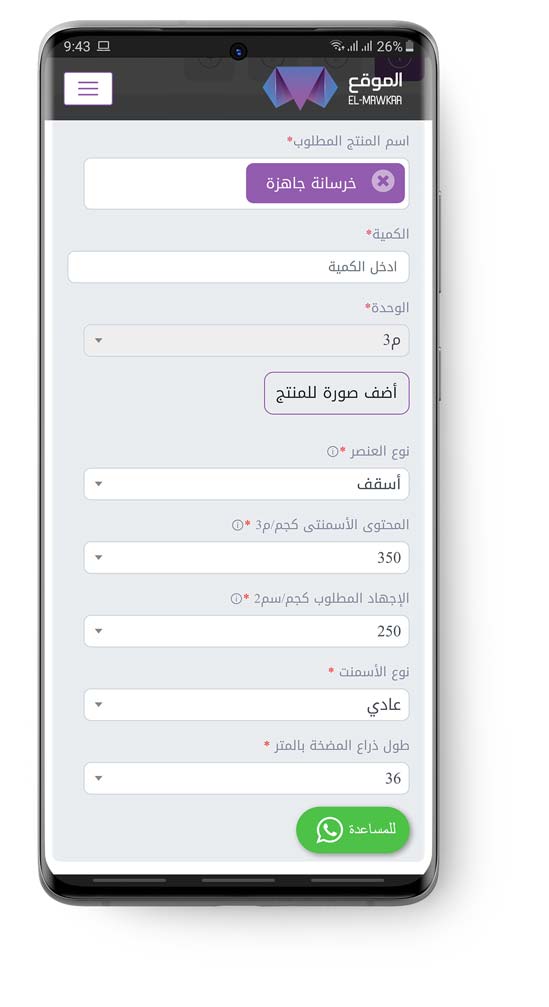 9:43
26%
الموقع
EL-MAWKAA
اسم المنتج المطلوب*
خرسانة جاهزة
الكمية*
ادخل الكمية
الوحدة*
م3
أضف صورة للمنتج
نوع العنصر *
أسقف
المحتوى الأسمنتى كجم/م3 *
350
الإجهاد المطلوب كجم/سم2 *
250
نوع الأسمنت *
عادي
طول ذراع المضخة بالمتر *
36
للمساعدة